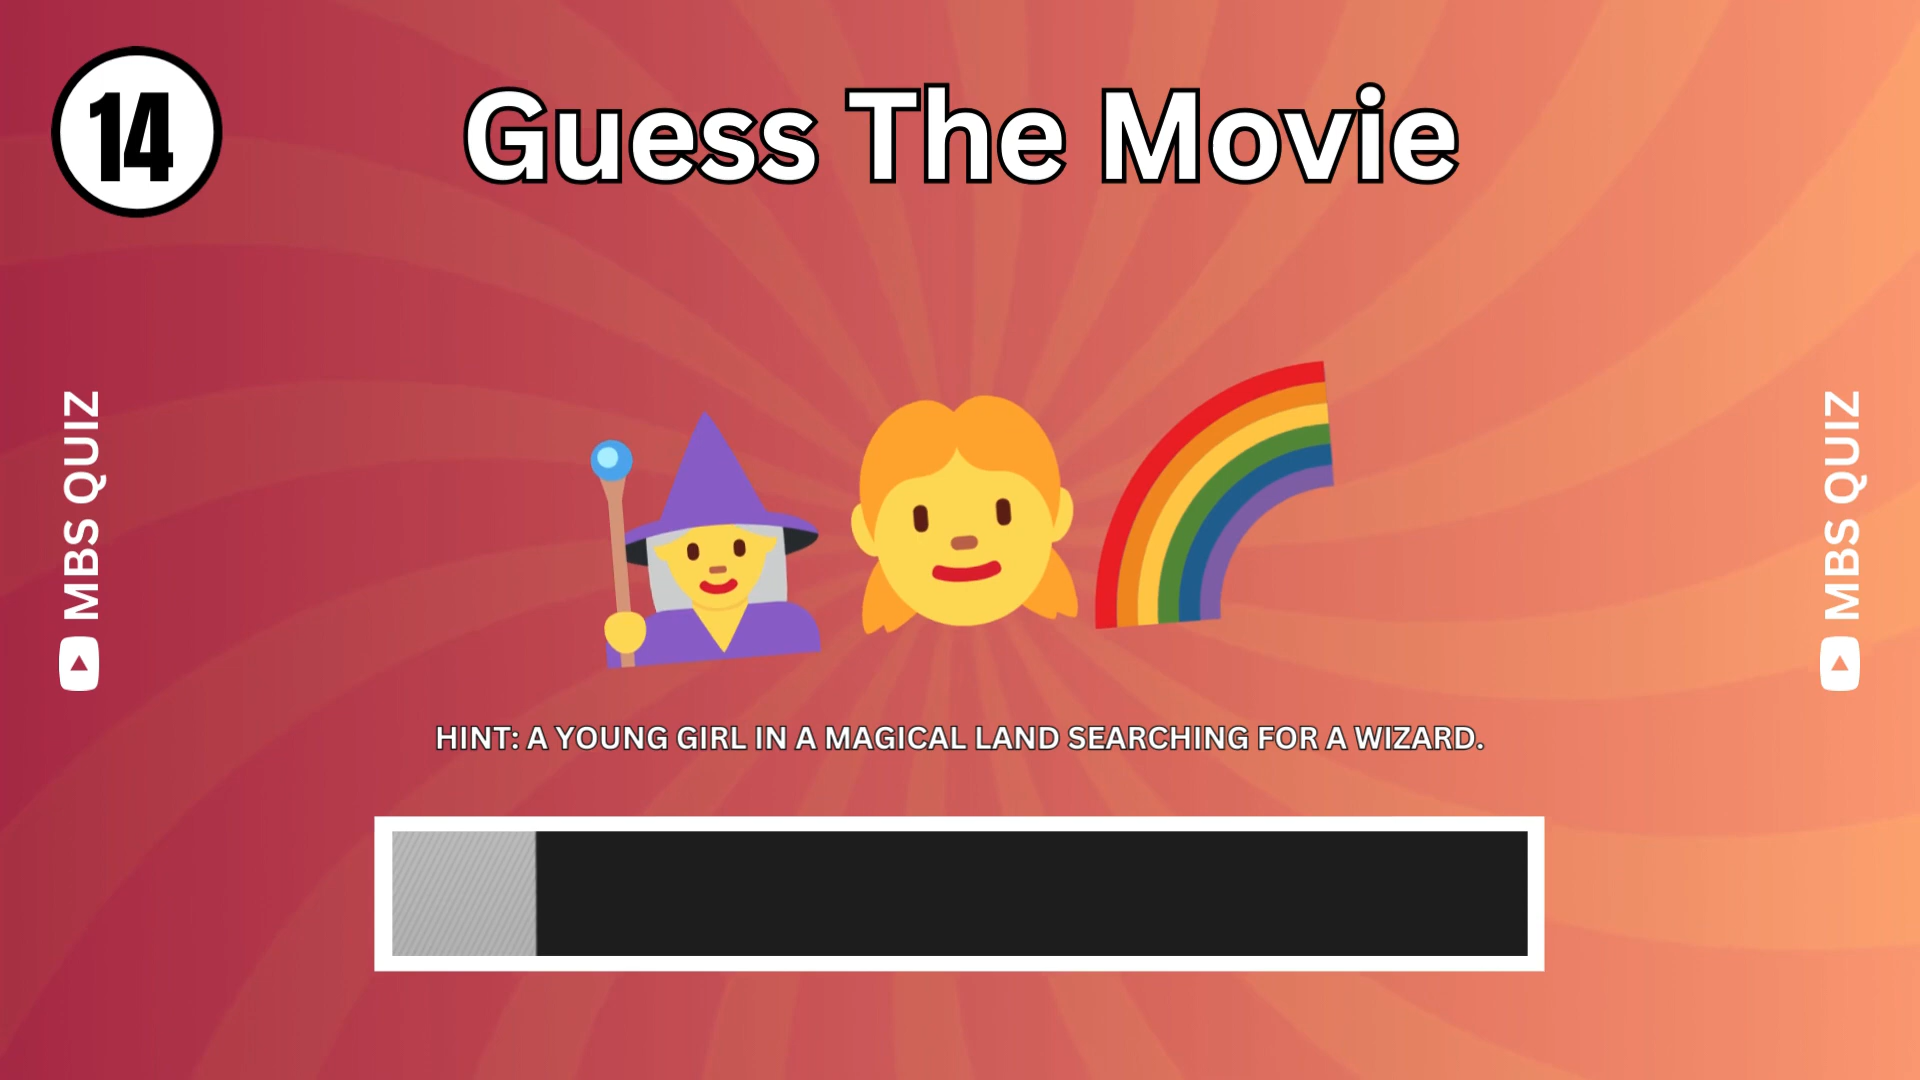 14
Guess The Movie
MBS QUIZ
MBS QUIZ
HINT: A YOUNG GIRL IN A MAGICAL LAND SEARCHING FOR A WIZARD.